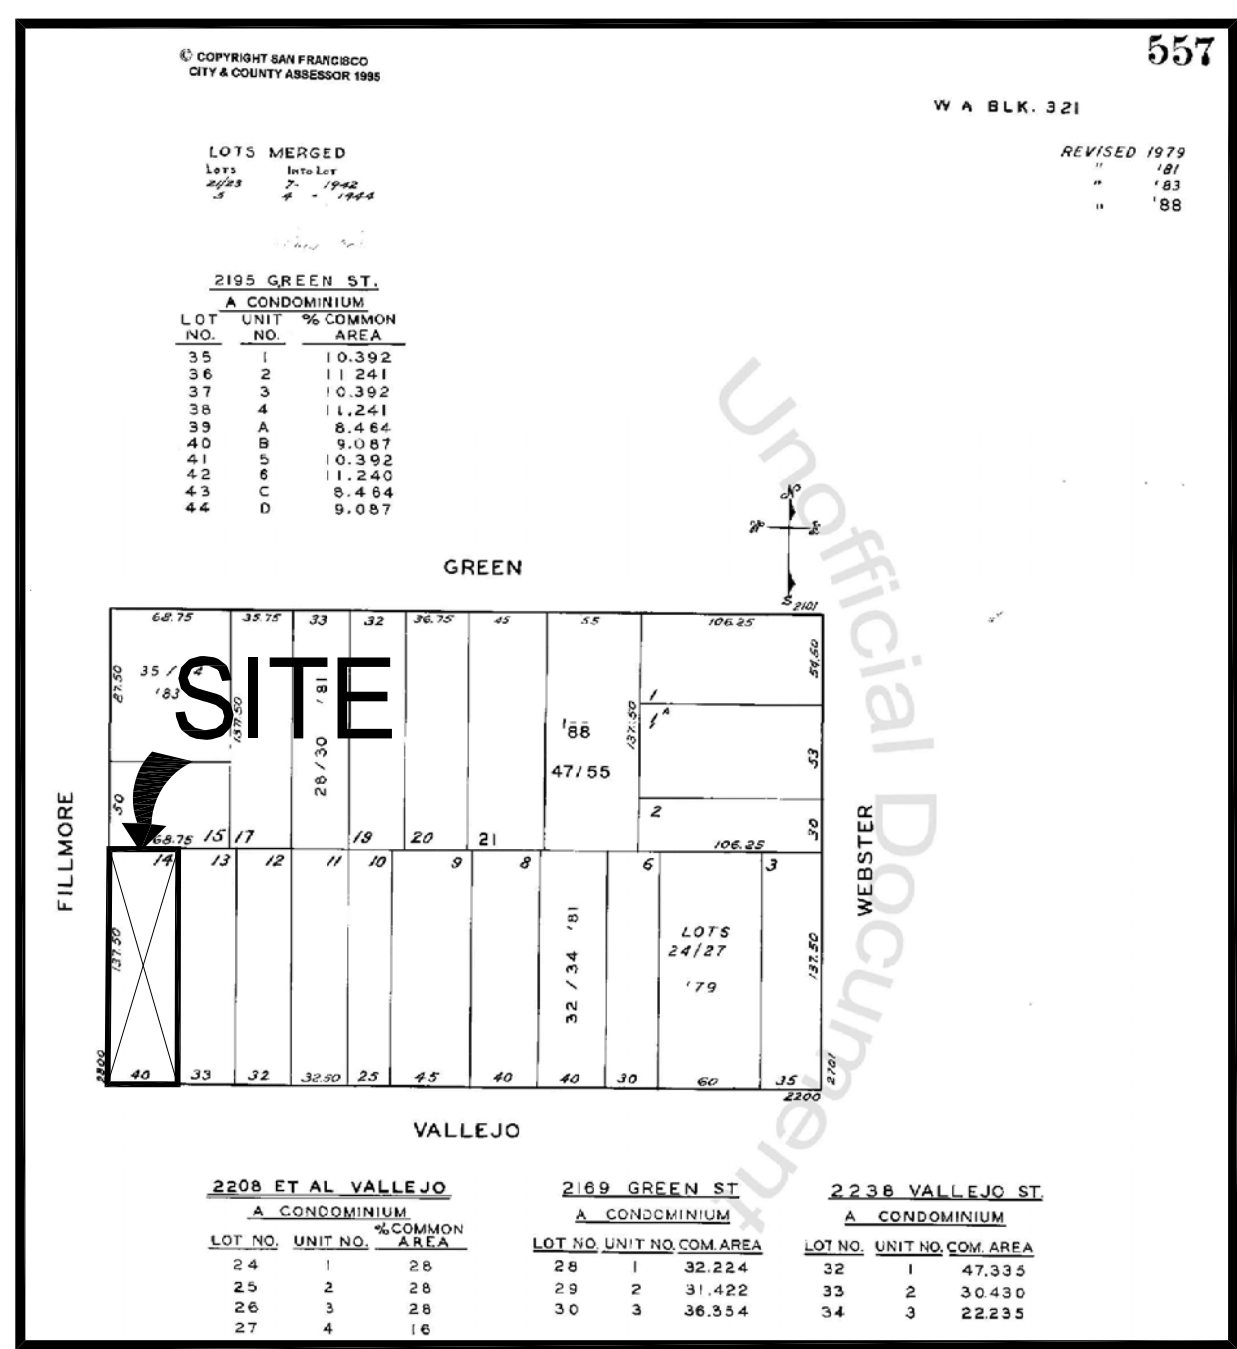 557
© COPYRIGHT SAN FRANCISCO
CITY & COUNTY ASSESSOR 1995
W A BLK. 321
LOTS MERGED
Lots Into Lot
21/23 7- 1942
5 4 - 1944
REVISED 1979
" '81
" '83
" '88
2195 GREEN ST.
A CONDOMINIUM
LOT NO. UNIT NO. % COMMON AREA
35 1 10.392
36 2 11 241
37 3 10.392
38 4 11.241
39 A 8.464
40 B 9.087
41 5 10.392
42 6 11.240
43 C 8.464
44 D 9.087
Unofficial Document
N
W E
S
GREEN
2101
68.75 35.75 33 32 36.75 45 55 106.25
87.50
35 / 4
'83
SITE
137.50
28/30 '81
'88
47/55
137.50
54.50
1
1A
53
2
30
50
68.75 15 17 19 20 21 106.25
FILLMORE
WEBSTER
14 13 12 11 10 9 8 6 3
137.50
32 / 34 '81
LOTS
24/27
'79
137.50
2800
40 33 32 32.50 25 45 40 40 30 60 35
2701
2200
VALLEJO
2208 ET AL VALLEJO
A CONDOMINIUM
LOT NO. UNIT NO. % COMMON AREA
24 1 28
25 2 28
26 3 28
27 4 16
2169 GREEN ST
A CONDOMINIUM
LOT NO. UNIT NO. COM. AREA
28 1 32.224
29 2 31.422
30 3 36.354
2238 VALLEJO ST.
A CONDOMINIUM
LOT NO. UNIT NO. COM. AREA
32 1 47.335
33 2 30.430
34 3 22.235